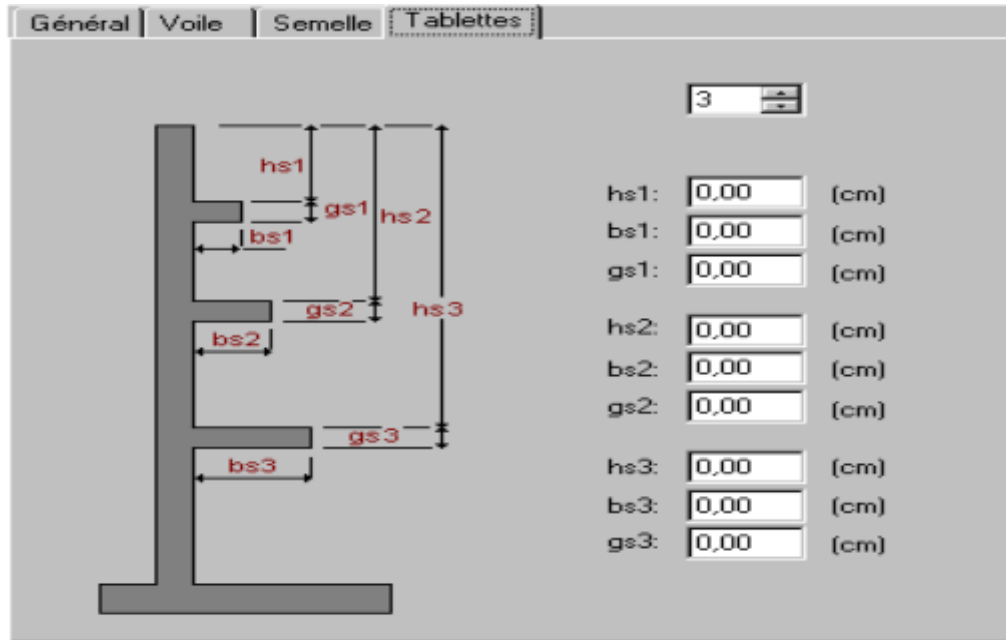 Général Voile Semelle Tablettes
3
hs1
gs1 hs2
bs1
gs2 hs3
bs2
gs3
bs3
hs1: 0,00 (cm)
bs1: 0,00 (cm)
gs1: 0,00 (cm)
hs2: 0,00 (cm)
bs2: 0,00 (cm)
gs2: 0,00 (cm)
hs3: 0,00 (cm)
bs3: 0,00 (cm)
gs3: 0,00 (cm)